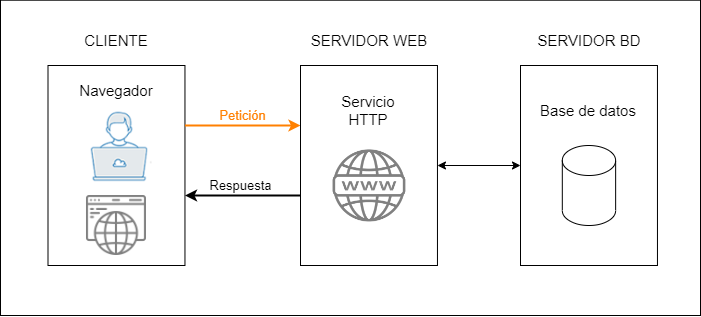 CLIENTE
SERVIDOR WEB
SERVIDOR BD
Navegador
Petición
Respuesta
Servicio
HTTP
WWW
Base de datos